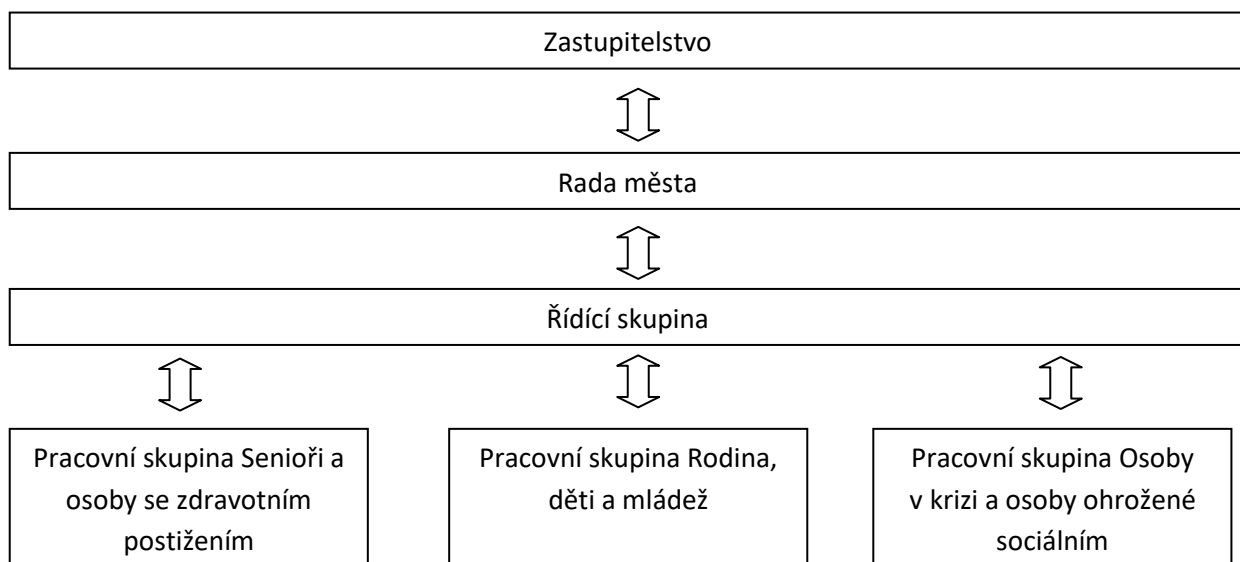 Zastupitelstvo
Rada města
Řídící skupina
Pracovní skupina Senioři a
osoby se zdravotním
postižením
Pracovní skupina Rodina,
děti a mládež
Pracovní skupina Osoby
v krizi a osoby ohrožené
sociálním